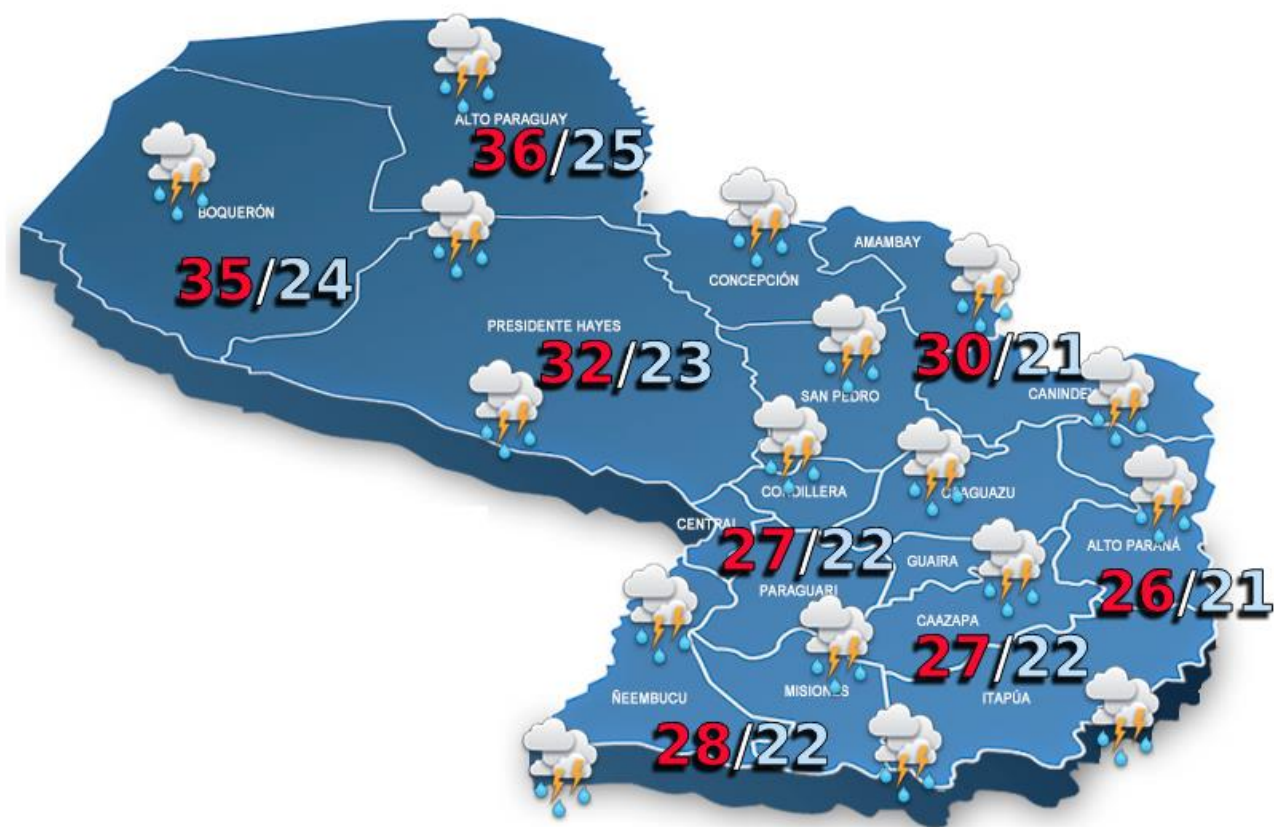 ALTO PARAGUAY
36/25
BOQUERÓN
35/24
AMAMBAY
CONCEPCIÓN
PRESIDENTE HAYES
32/23
30/21
SAN PEDRO
CANINDEY
CORDILLERA
CAAGUAZU
CENTRAL
27/22
ALTO PARANÁ
GUAIRA
PARAGUARI
26/21
CAAZAPA
27/22
ÑEEMBUCU
MISIONES
ITAPÚA
28/22